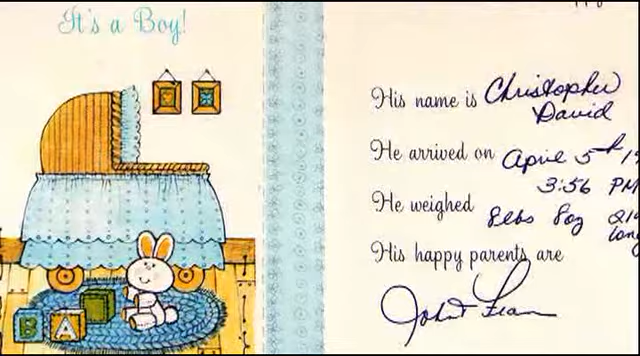 It's a Boy!
His name is Christopher
David
He arrived on April 5th
3:56 PM
He weighed 8lbs 8oz
long
His happy parents are
B A